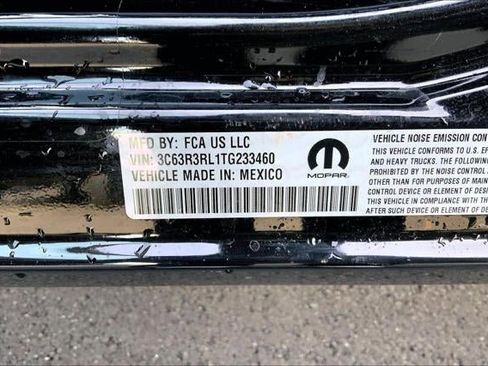 MFD BY: FCA US LLC
VIN: 3C63R3RL1TG233460
VEHICLE MADE IN: MEXICO
MOPAR
VEHICLE NOISE EMISSION CON
THIS VEHICLE CONFORMS TO U.S. E
AND HEAVY TRUCKS. THE FOLLOWING
PROHIBITED BY THE NOISE CONTROL
OTHER THAN FOR PURPOSES OF MAIN
CONTROL DEVICE OR ELEMENT OF DESI
THIS VEHICLE IN COMPLIANCE WITH
AFTER SUCH DEVICE OR ELEMENT OF